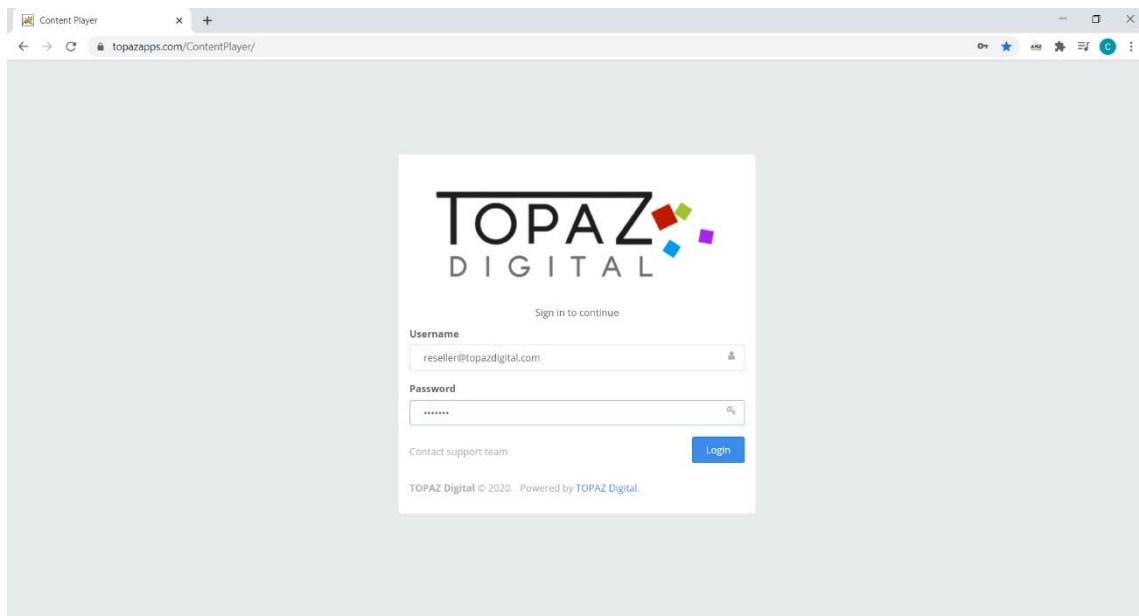 Content Player
topazapps.com/ContentPlayer/
C
TOPAZ
DIGITAL
Sign in to continue
Username
reseller@topazdigital.com
Password
•••••••
Contact support team
Login
TOPAZ Digital © 2020. Powered by TOPAZ Digital.